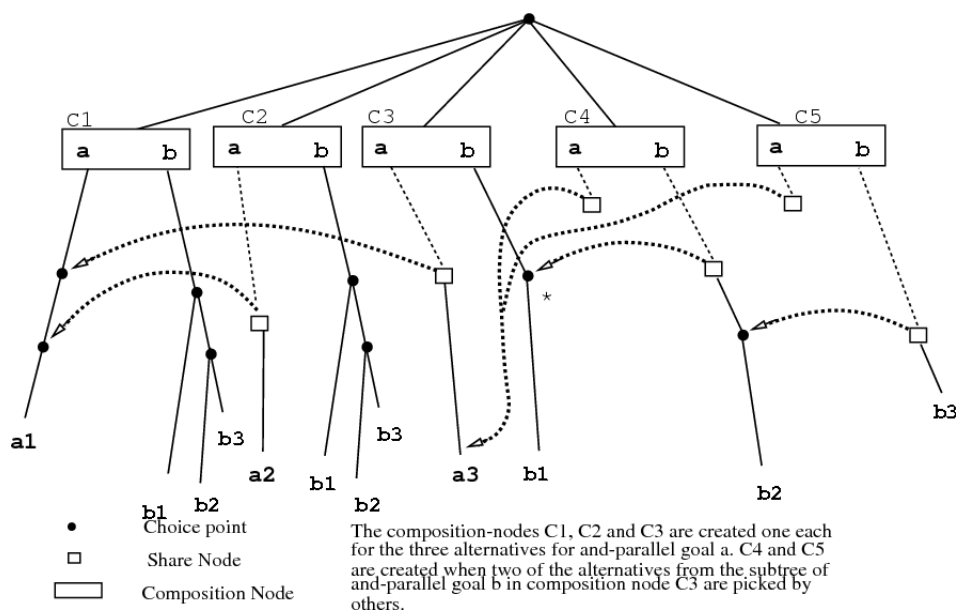 C1 C2 C3 C4 C5
a b a b a b a b a b
*
a1 b1 b2 b3 a2 b1 b2 b3 a3 b1 b2 b3
Choice point
Share Node
Composition Node
The composition-nodes C1, C2 and C3 are created one each
for the three alternatives for and-parallel goal a. C4 and C5
are created when two of the alternatives from the subtree of
and-parallel goal b in composition node C3 are picked by
others.